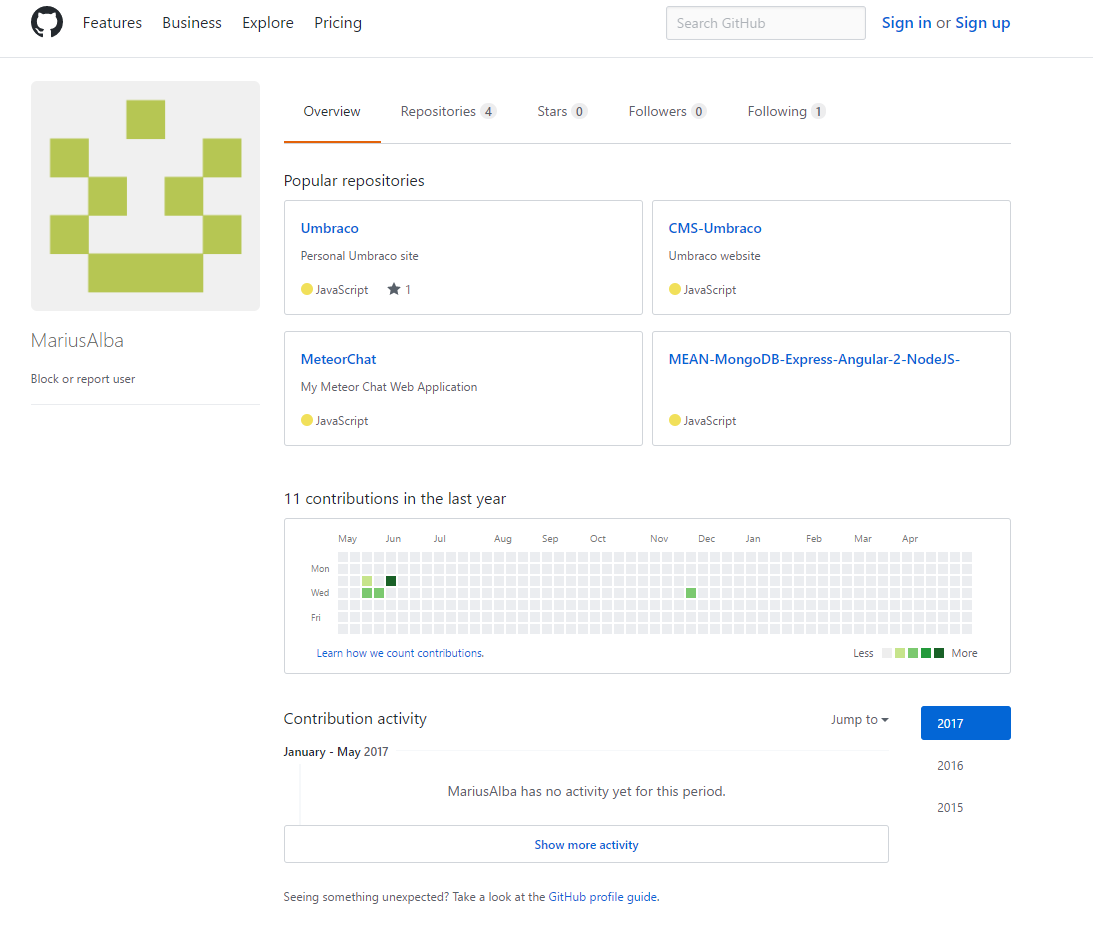 Features Business Explore Pricing Search GitHub Sign in or Sign up
Overview Repositories 4 Stars 0 Followers 0 Following 1
MariusAlba
Block or report user
Popular repositories
Umbraco
Personal Umbraco site
JavaScript 1
CMS-Umbraco
Umbraco website
JavaScript
MeteorChat
My Meteor Chat Web Application
JavaScript
MEAN-MongoDB-Express-Angular-2-NodeJS-
JavaScript
11 contributions in the last year
May Jun Jul Aug Sep Oct Nov Dec Jan Feb Mar Apr
Mon
Wed
Fri
Learn how we count contributions. Less More
Contribution activity Jump to
2017
2016
2015
January - May 2017
MariusAlba has no activity yet for this period.
Show more activity
Seeing something unexpected? Take a look at the GitHub profile guide.